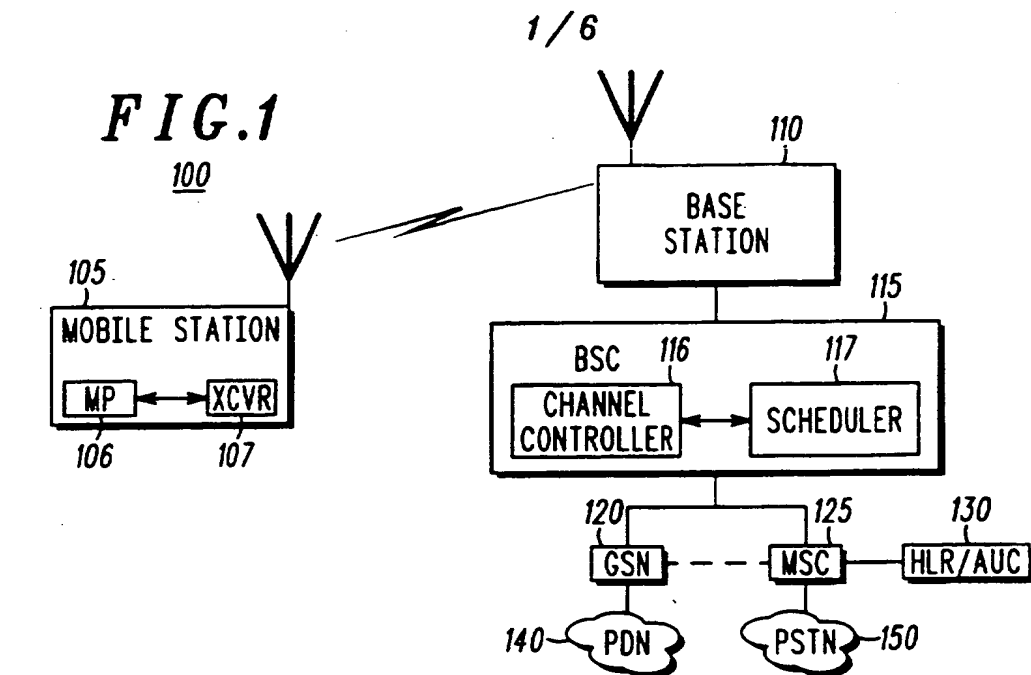 1/6
FIG.1
100
110
BASE
STATION
105
MOBILE STATION
MP
XCVR
106
107
115
BSC
116
117
CHANNEL
CONTROLLER
SCHEDULER
120
125
130
GSN
MSC
HLR/AUC
140
PDN
PSTN
150